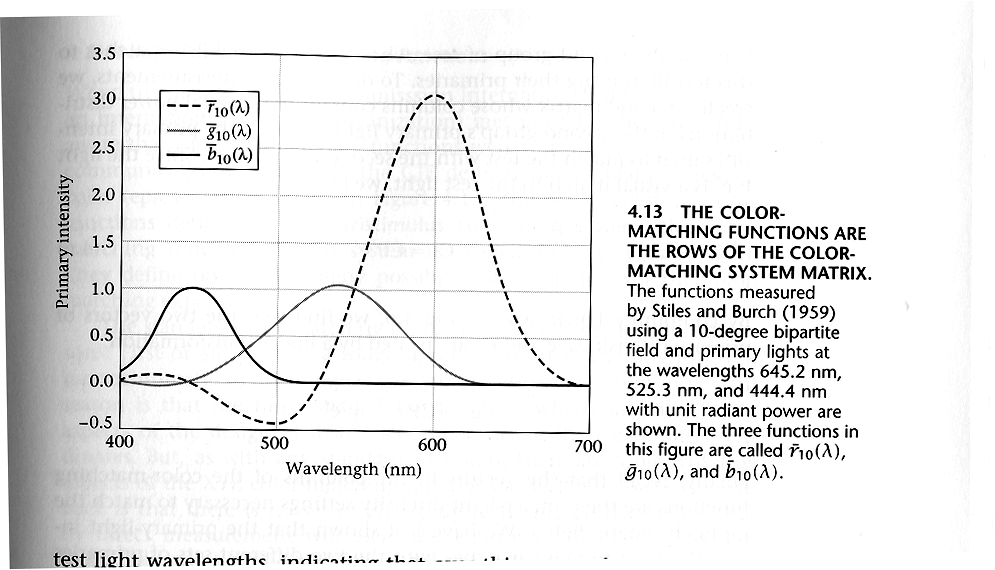 3.5
3.0
2.5
2.0
1.5
1.0
0.5
0.0
−0.5
Primary intensity
r̄10(λ)
ḡ10(λ)
b̄10(λ)
400
500
600
700
Wavelength (nm)
4.13 THE COLOR-
MATCHING FUNCTIONS ARE
THE ROWS OF THE COLOR-
MATCHING SYSTEM MATRIX.
The functions measured
by Stiles and Burch (1959)
using a 10-degree bipartite
field and primary lights at
the wavelengths 645.2 nm,
525.3 nm, and 444.4 nm
with unit radiant power are
shown. The three functions in
this figure are called r̄10(λ),
ḡ10(λ), and b̄10(λ).
test light wavelengths, indicating that